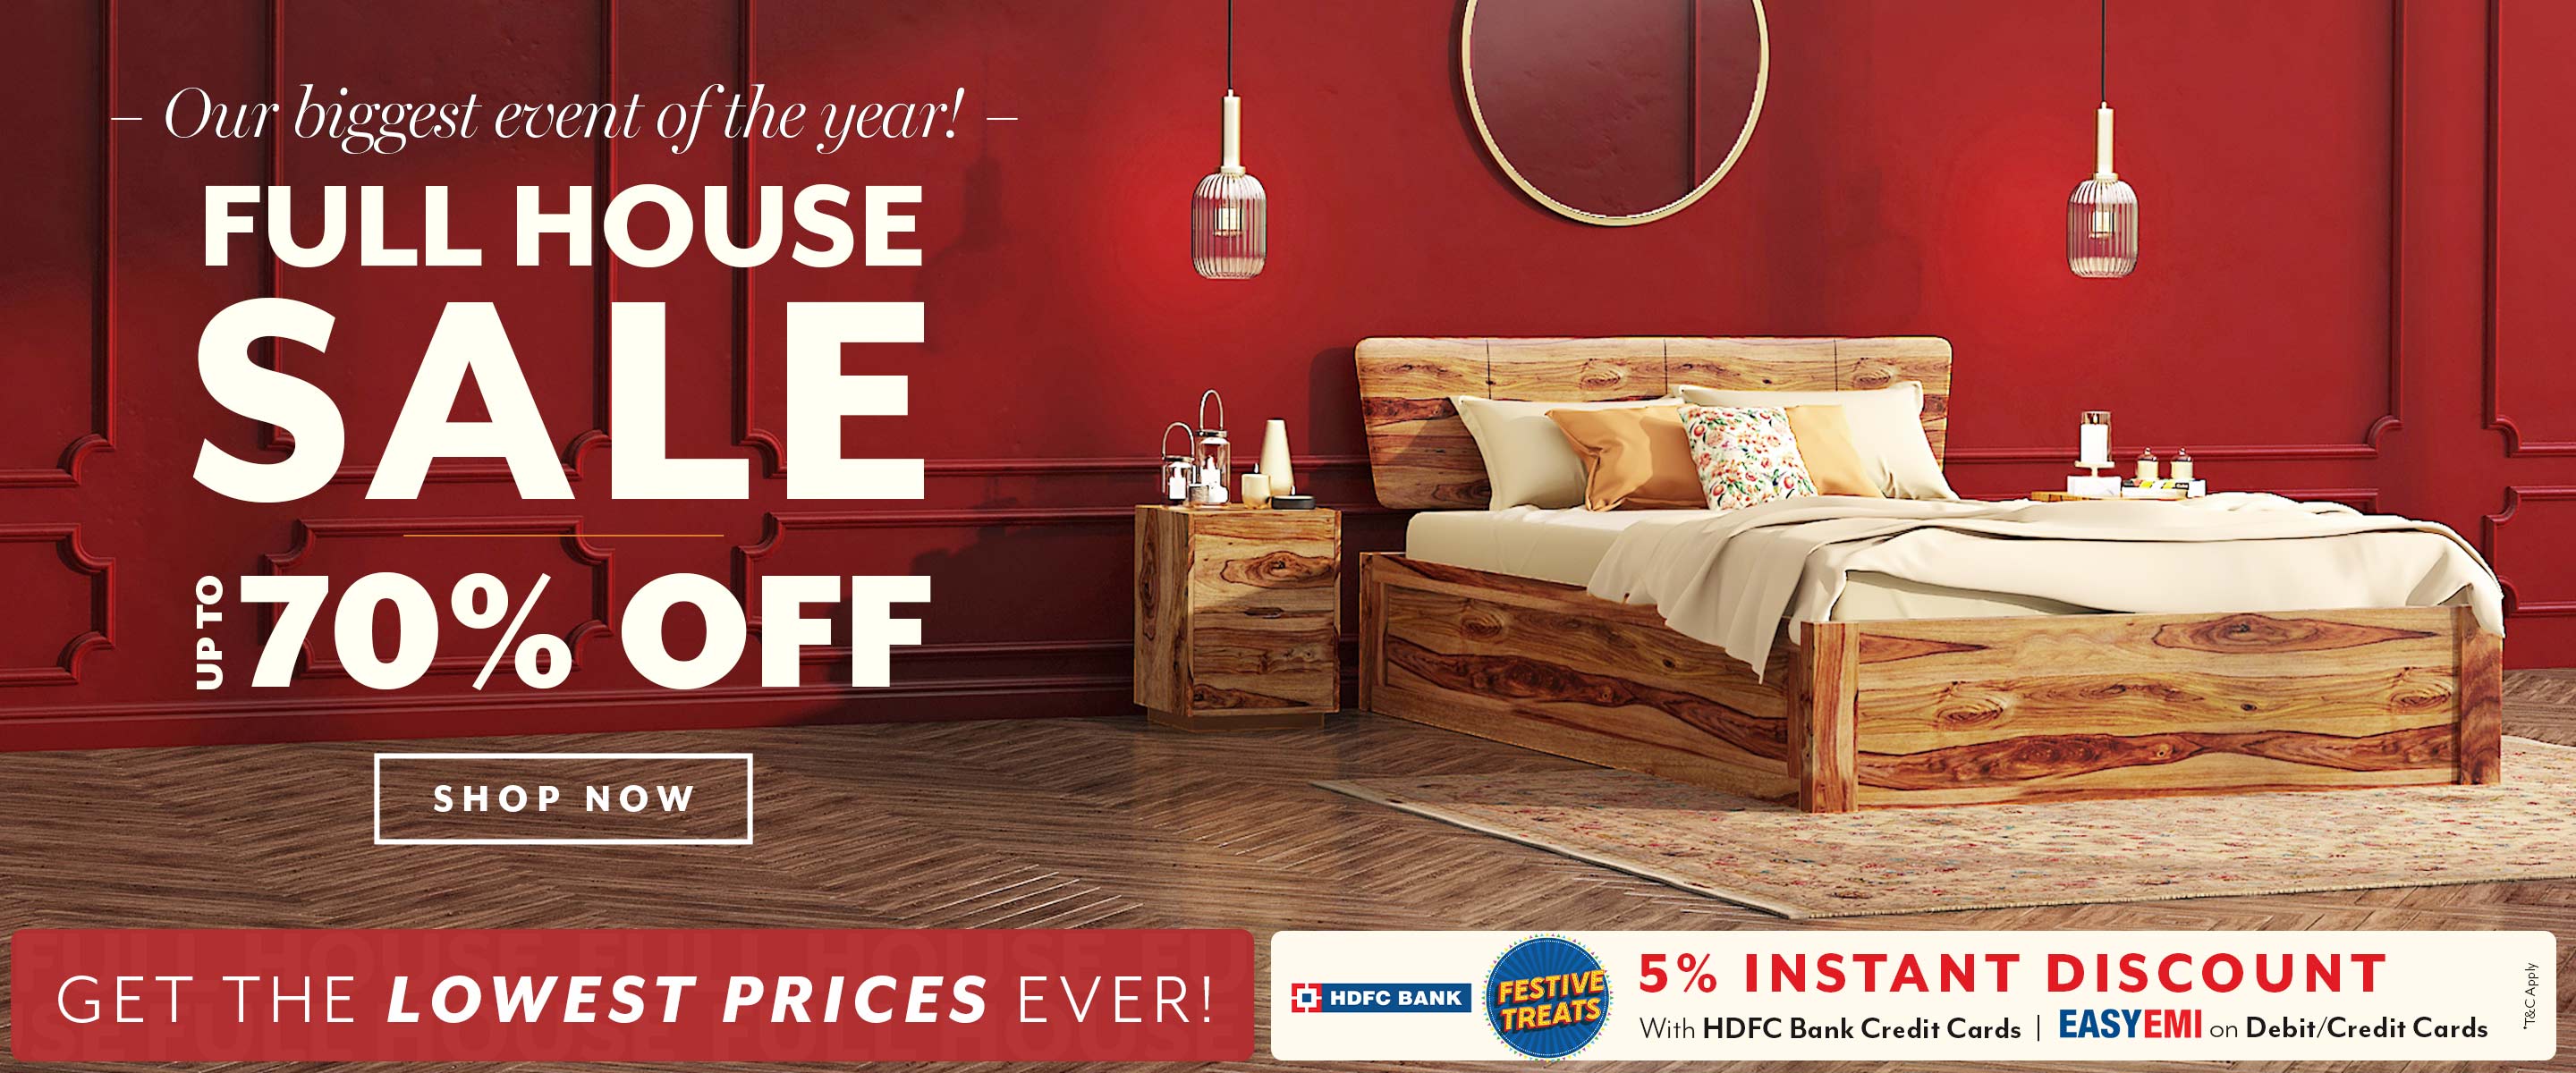 – Our biggest event of the year! –
FULL HOUSE
SALE
UP TO 70% OFF
SHOP NOW
GET THE LOWEST PRICES EVER!
HDFC BANK
FESTIVE
TREATS
5% INSTANT DISCOUNT
With HDFC Bank Credit Cards | EASYEMI on Debit/Credit Cards
*T&C Apply